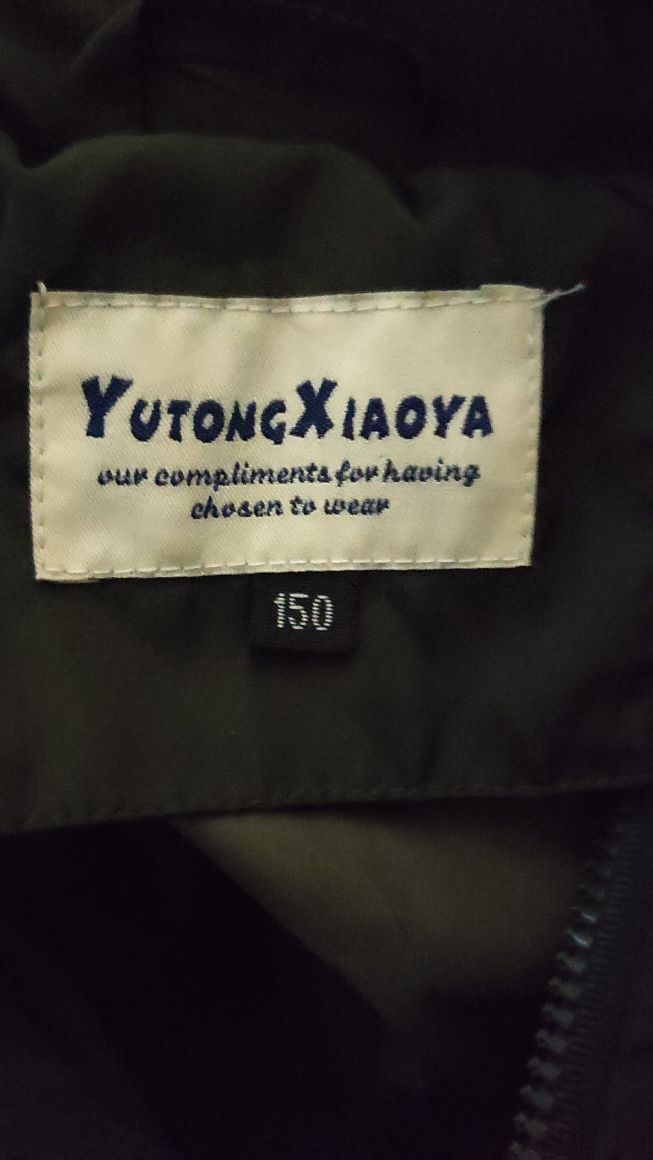 YUTONGXIAOYA
our compliments for having
chosen to wear
150